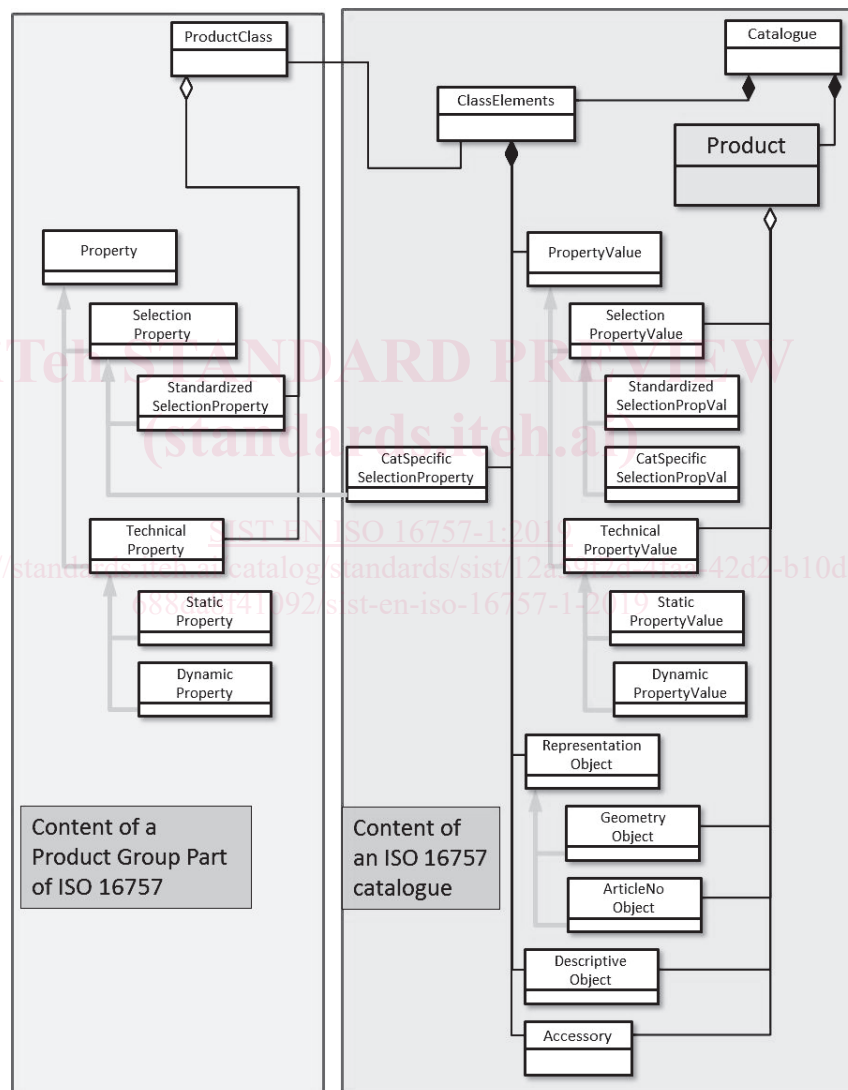 ProductClass
Catalogue
ClassElements
Product
Property
PropertyValue
Selection
Property
Selection
PropertyValue
iTeh STANDARD PREVIEW
Standardized
SelectionProperty
Standardized
SelectionPropVal
(standards.iteh.ai)
CatSpecific
SelectionProperty
CatSpecific
SelectionPropVal
SIST EN ISO 16757-1:2019
Technical
Property
Technical
PropertyValue
Static
Property
Static
PropertyValue
Dynamic
Property
Dynamic
PropertyValue
Representation
Object
Content of a
Product Group Part
of ISO 16757
Content of
an ISO 16757
catalogue
Geometry
Object
ArticleNo
Object
Descriptive
Object
Accessory